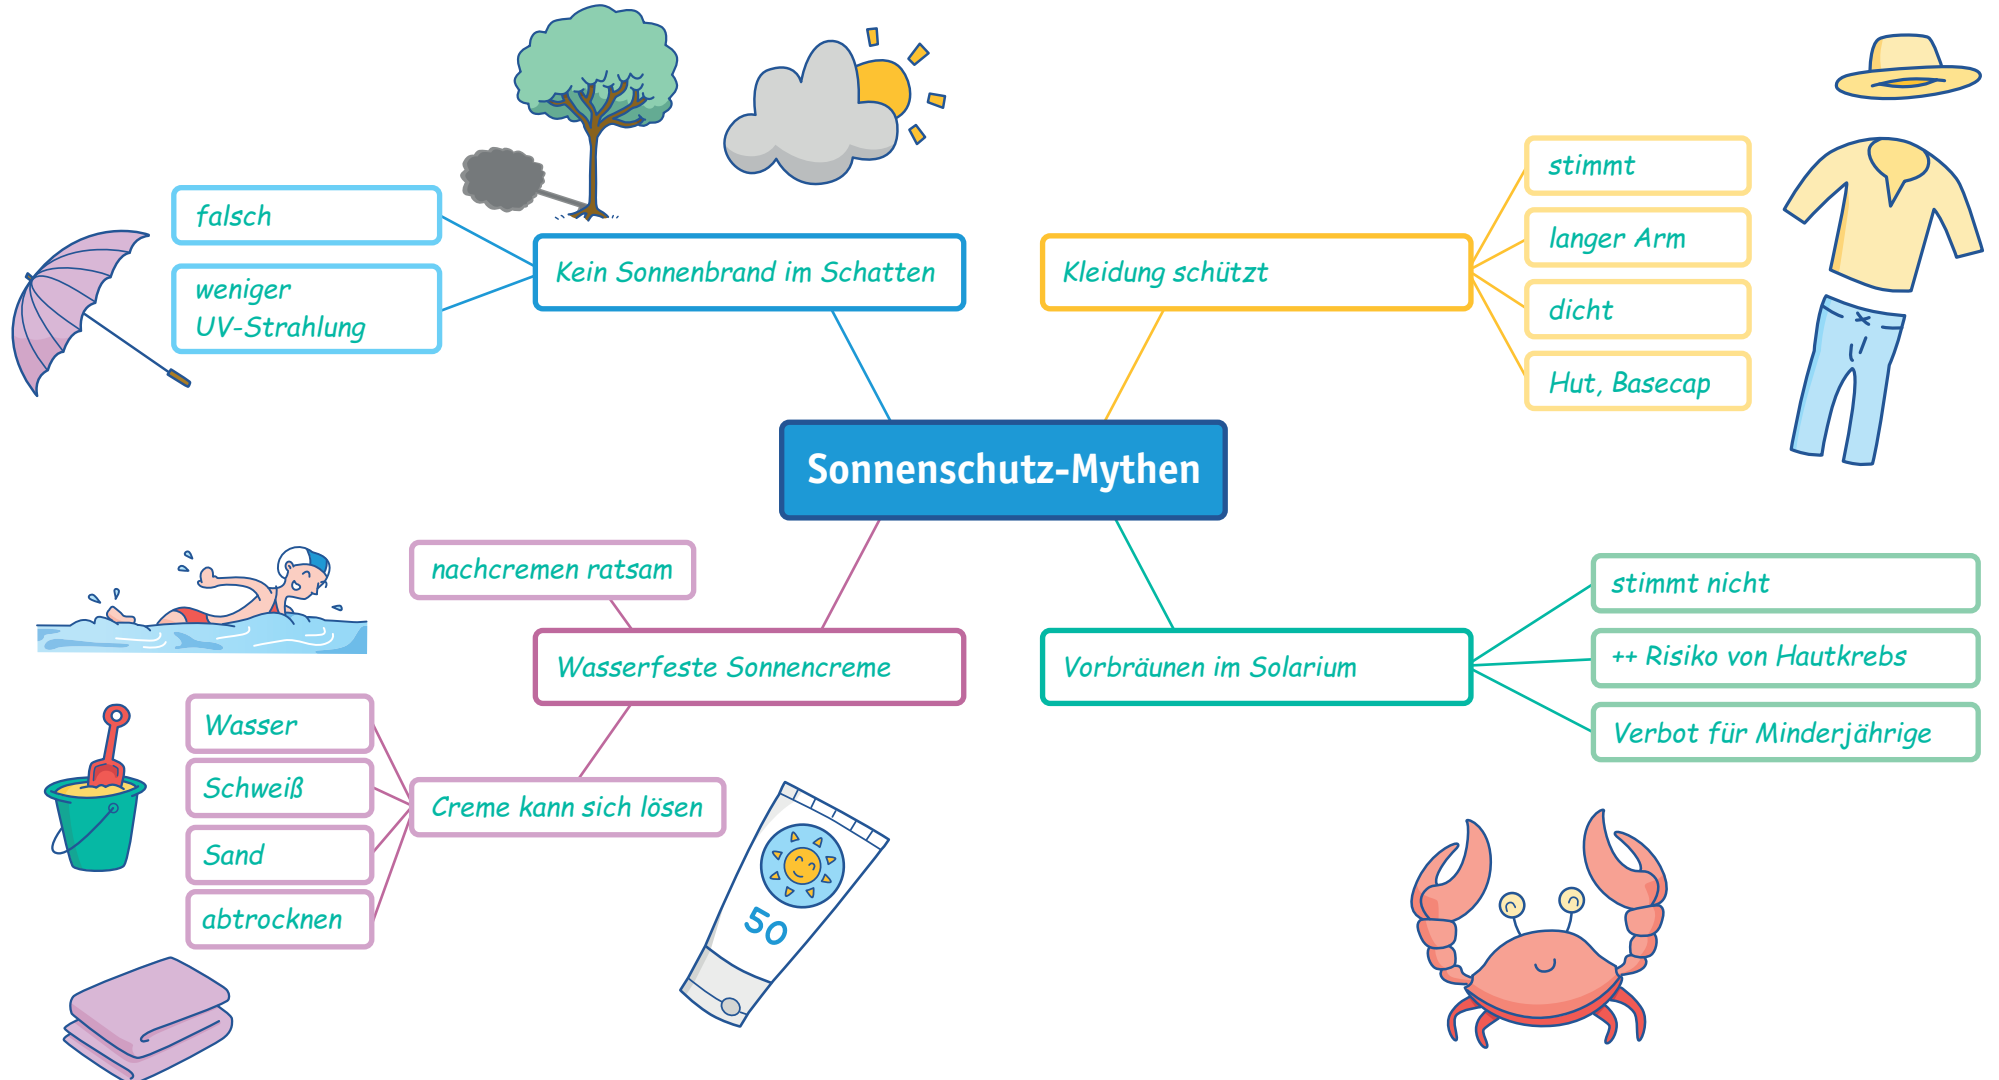 Sonnenschutz-Mythen
Kein Sonnenbrand im Schatten
falsch
weniger
UV-Strahlung
Kleidung schützt
stimmt
langer Arm
dicht
Hut, Basecap
Wasserfeste Sonnencreme
nachcremen ratsam
Creme kann sich lösen
Wasser
Schweiß
Sand
abtrocknen
50
Vorbräunen im Solarium
stimmt nicht
++ Risiko von Hautkrebs
Verbot für Minderjährige